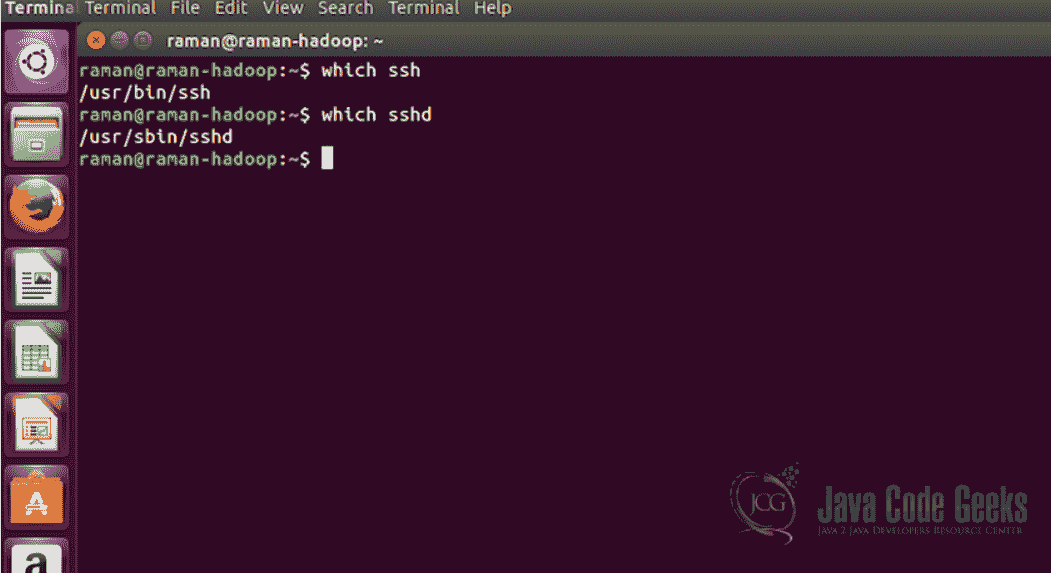 Terminal Terminal File Edit View Search Terminal Help
raman@raman-hadoop: ~
raman@raman-hadoop:~$ which ssh
/usr/bin/ssh
raman@raman-hadoop:~$ which sshd
/usr/sbin/sshd
raman@raman-hadoop:~$
JCG
Java Code Geeks
JAVA 2 JAVA DEVELOPERS RESOURCE CENTER
A
a